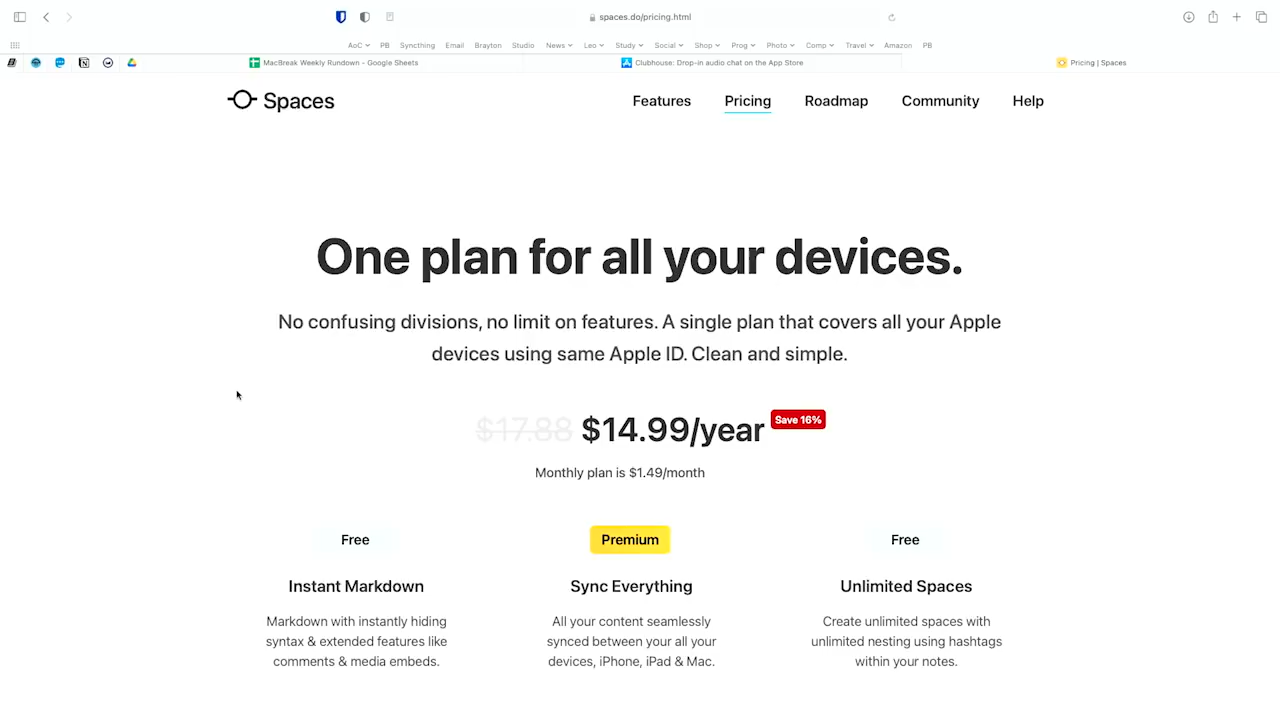 spaces.do/pricing.html
AoC PB Syncthing Email Brayton Studio News Leo Study Social Shop Prog Photo Comp Travel Amazon PB
MacBreak Weekly Rundown - Google Sheets
Clubhouse: Drop-in audio chat on the App Store
Pricing | Spaces
Spaces
Features Pricing Roadmap Community Help
One plan for all your devices.
No confusing divisions, no limit on features. A single plan that covers all your Apple
devices using same Apple ID. Clean and simple.
$17.88 $14.99/year Save 16%
Monthly plan is $1.49/month
Free
Instant Markdown
Markdown with instantly hiding
syntax & extended features like
comments & media embeds.
Premium
Sync Everything
All your content seamlessly
synced between your all your
devices, iPhone, iPad & Mac.
Free
Unlimited Spaces
Create unlimited spaces with
unlimited nesting using hashtags
within your notes.